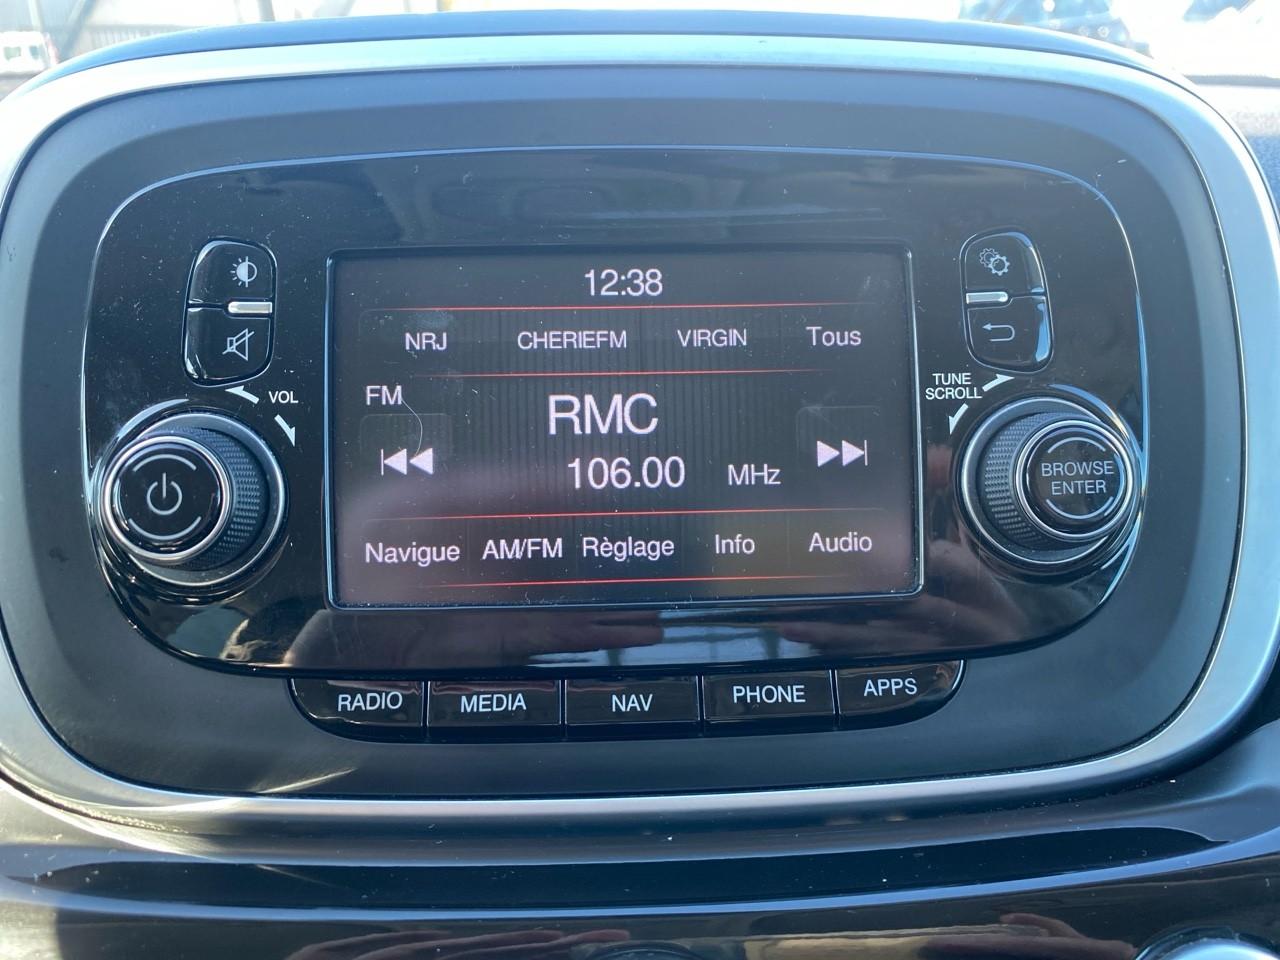 12:38
NRJ CHERIEFM VIRGIN Tous
FM
RMC
106.00 MHz
Navigue AM/FM Règlage Info Audio
VOL
TUNE
SCROLL
BROWSE
ENTER
RADIO MEDIA NAV PHONE APPS